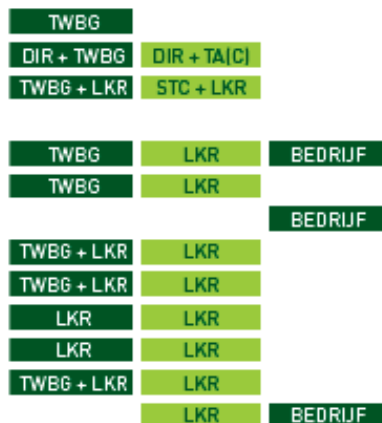 TWBG
DIR + TWBG DIR + TA(C)
TWBG + LKR STC + LKR
TWBG LKR BEDRIJF
TWBG LKR
BEDRIJF
TWBG + LKR LKR
TWBG + LKR LKR
LKR LKR
LKR LKR
TWBG + LKR LKR
LKR BEDRIJF